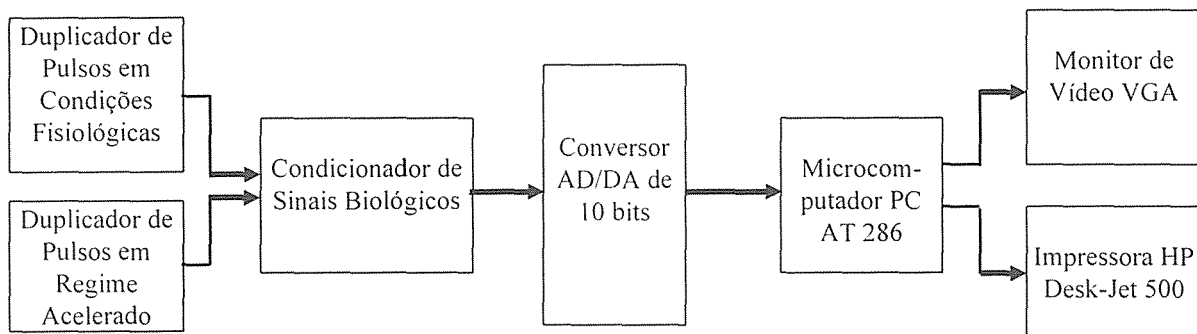 Duplicador de
Pulsos em
Condições
Fisiológicas
Duplicador de
Pulsos em
Regime
Acelerado
Condicionador de
Sinais Biológicos
Conversor
AD/DA de
10 bits
Microcom-
putador PC
AT 286
Monitor de
Vídeo VGA
Impressora HP
Desk-Jet 500